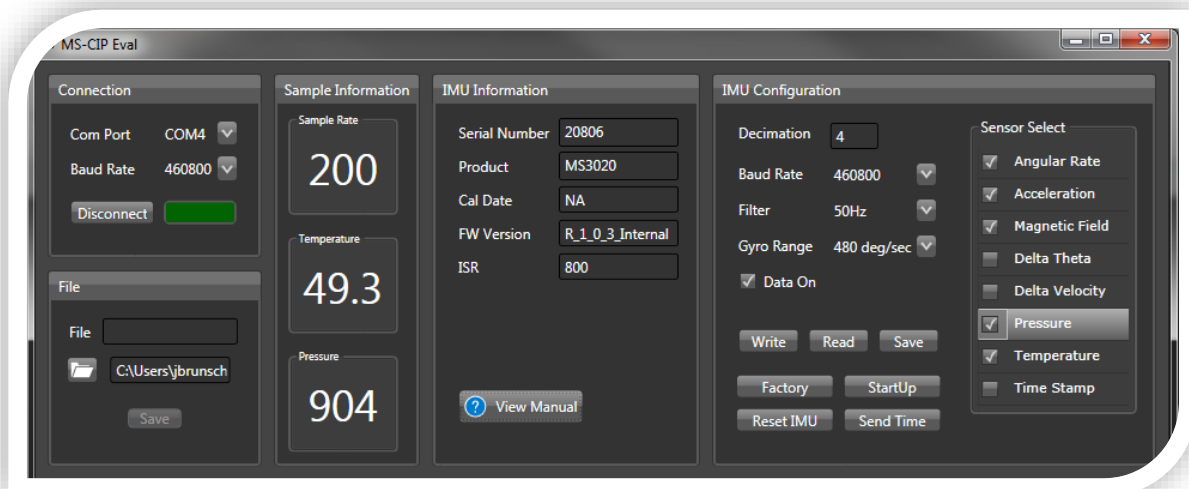 MS-CIP Eval
Connection
Com Port COM4
Baud Rate 460800
Disconnect
File
File
C:\Users\jbrunsch
Save
Sample Information
Sample Rate
200
Temperature
49.3
Pressure
904
IMU Information
Serial Number 20806
Product MS3020
Cal Date NA
FW Version R_1_0_3_Internal
ISR 800
? View Manual
IMU Configuration
Decimation 4
Baud Rate 460800
Filter 50Hz
Gyro Range 480 deg/sec
Data On
Write Read Save
Factory StartUp
Reset IMU Send Time
Sensor Select
Angular Rate
Acceleration
Magnetic Field
Delta Theta
Delta Velocity
Pressure
Temperature
Time Stamp